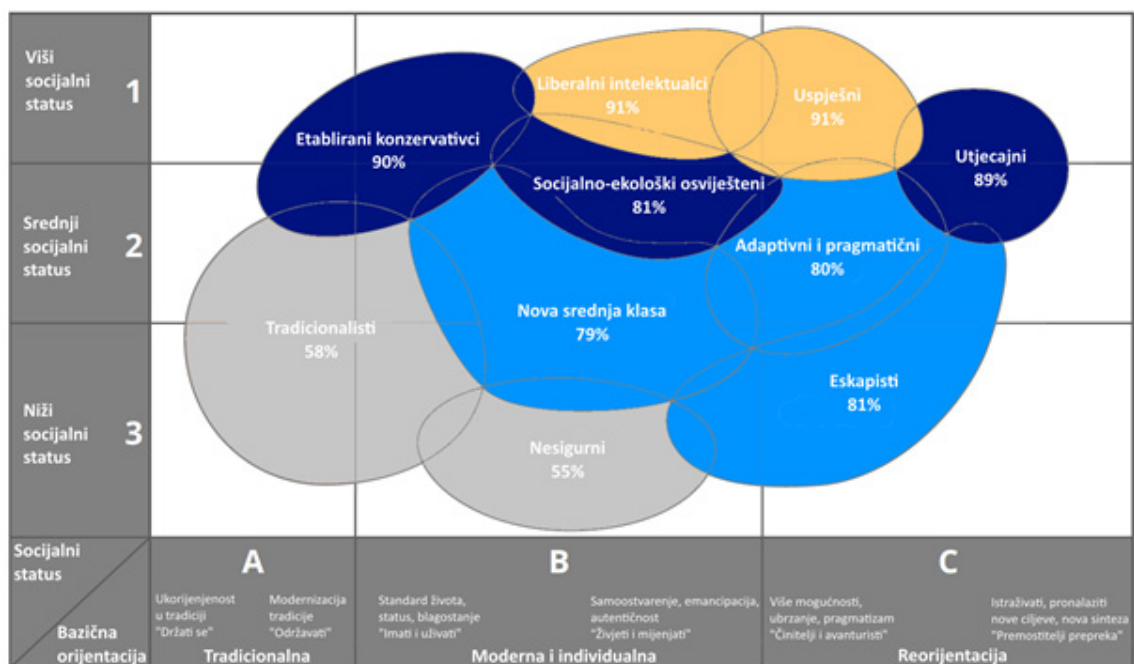 Viši
socijalni
status
1
Liberalni intelektualci
91%
Uspješni
91%
Etablirani konzervativci
90%
Utjecajni
89%
Socijalno-ekološki osviješteni
81%
Srednji
socijalni
status
2
Adaptivni i pragmatični
80%
Nova srednja klasa
79%
Tradicionalisti
58%
Eskapisti
81%
Niži
socijalni
status
3
Nesigurni
55%
Socijalni
status
Bazična
orijentacija
A
Ukorijenjenost
u tradiciji
"Držati se"
Modernizacija
tradicije
"Održavati"
Tradicionalna
B
Standard života,
status, blagostanje
"Imati i uživati"
Samoostvarenje, emancipacija,
autentičnost
"Živjeti i mijenjati"
Moderna i individualna
C
Više mogućnosti,
ubrzanje, pragmatizam
"Činitelji i avanturisti"
Istraživati, pronalaziti
nove ciljeve, nova sinteza
"Premostitelji prepreka"
Reorijentacija